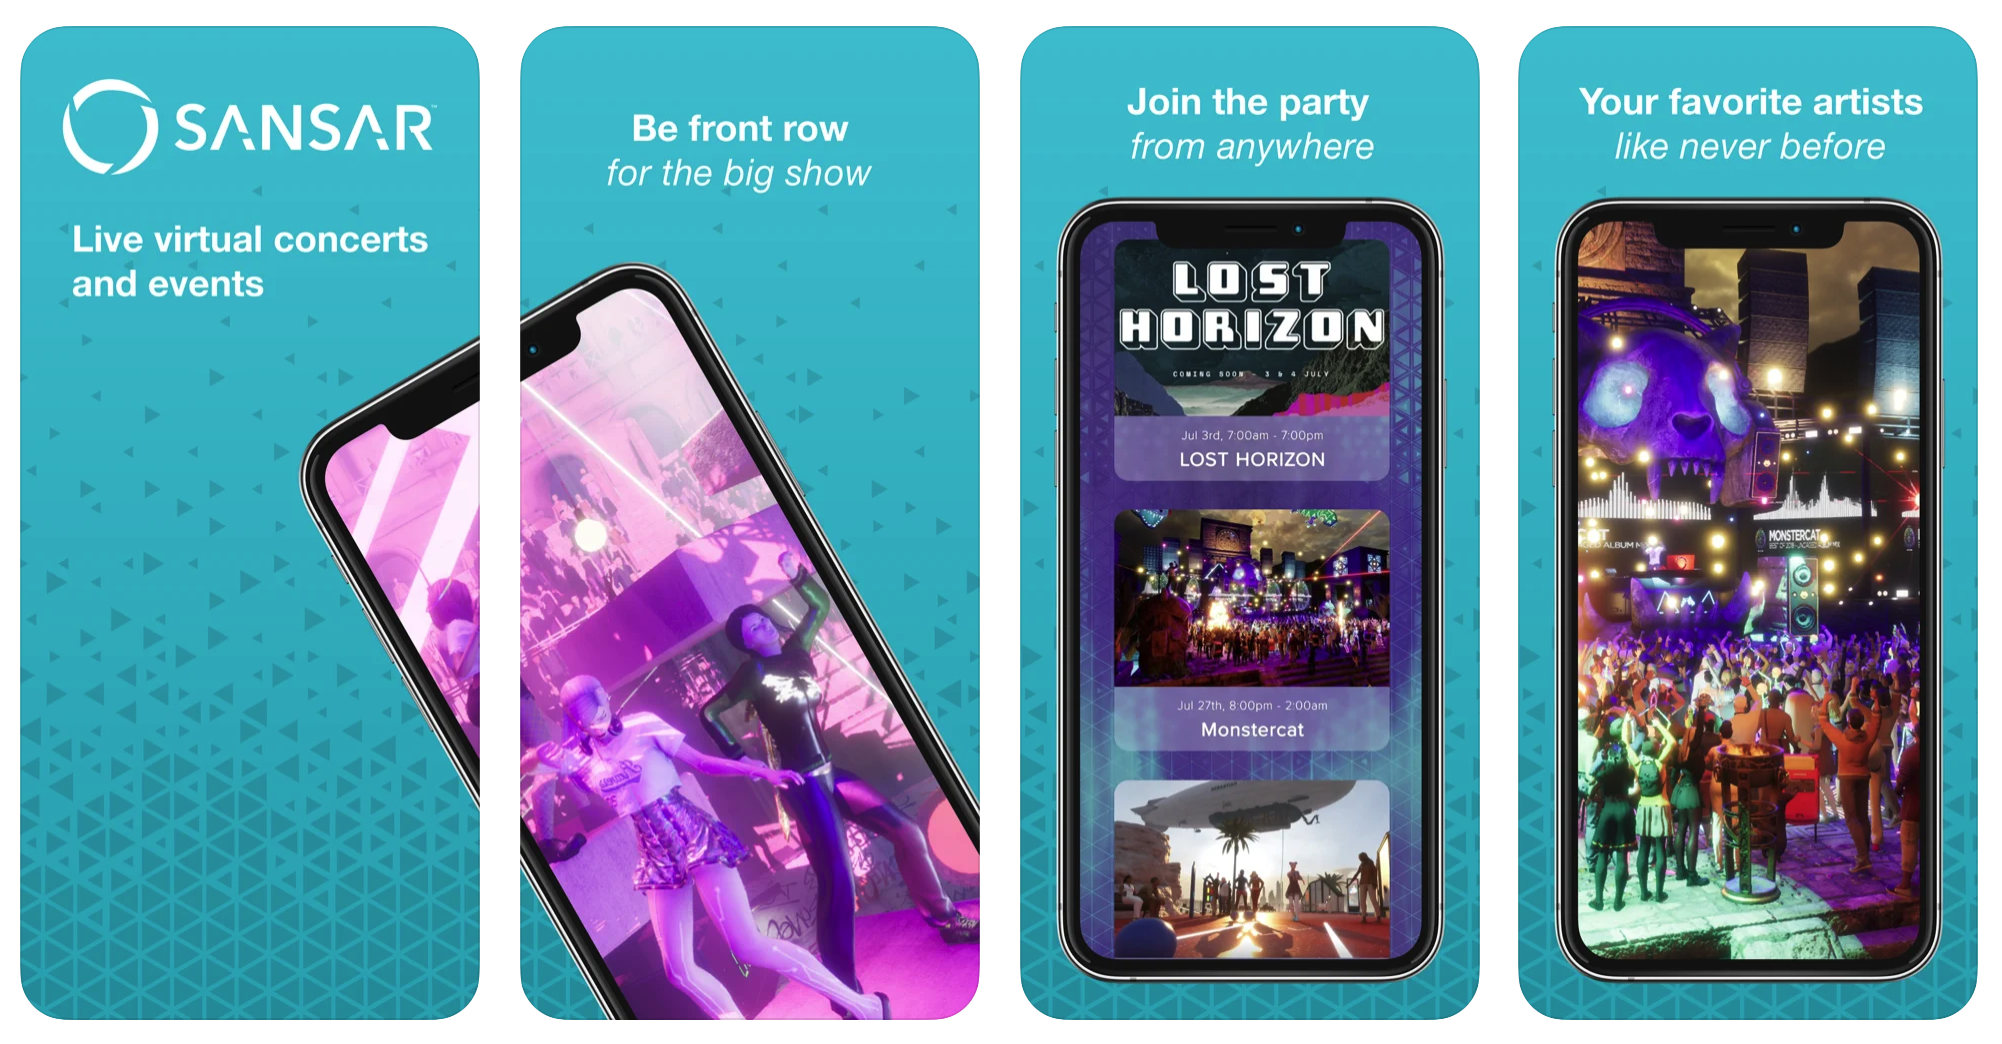 SANSAR™
Live virtual concerts
and events
Be front row
for the big show
Join the party
from anywhere
LOST
HORIZON
COMING SOON - 3 & 4 JULY
Jul 3rd, 7:00am - 7:00pm
LOST HORIZON
Jul 27th, 8:00pm - 2:00am
Monstercat
Your favorite artists
like never before
MONSTERCAT